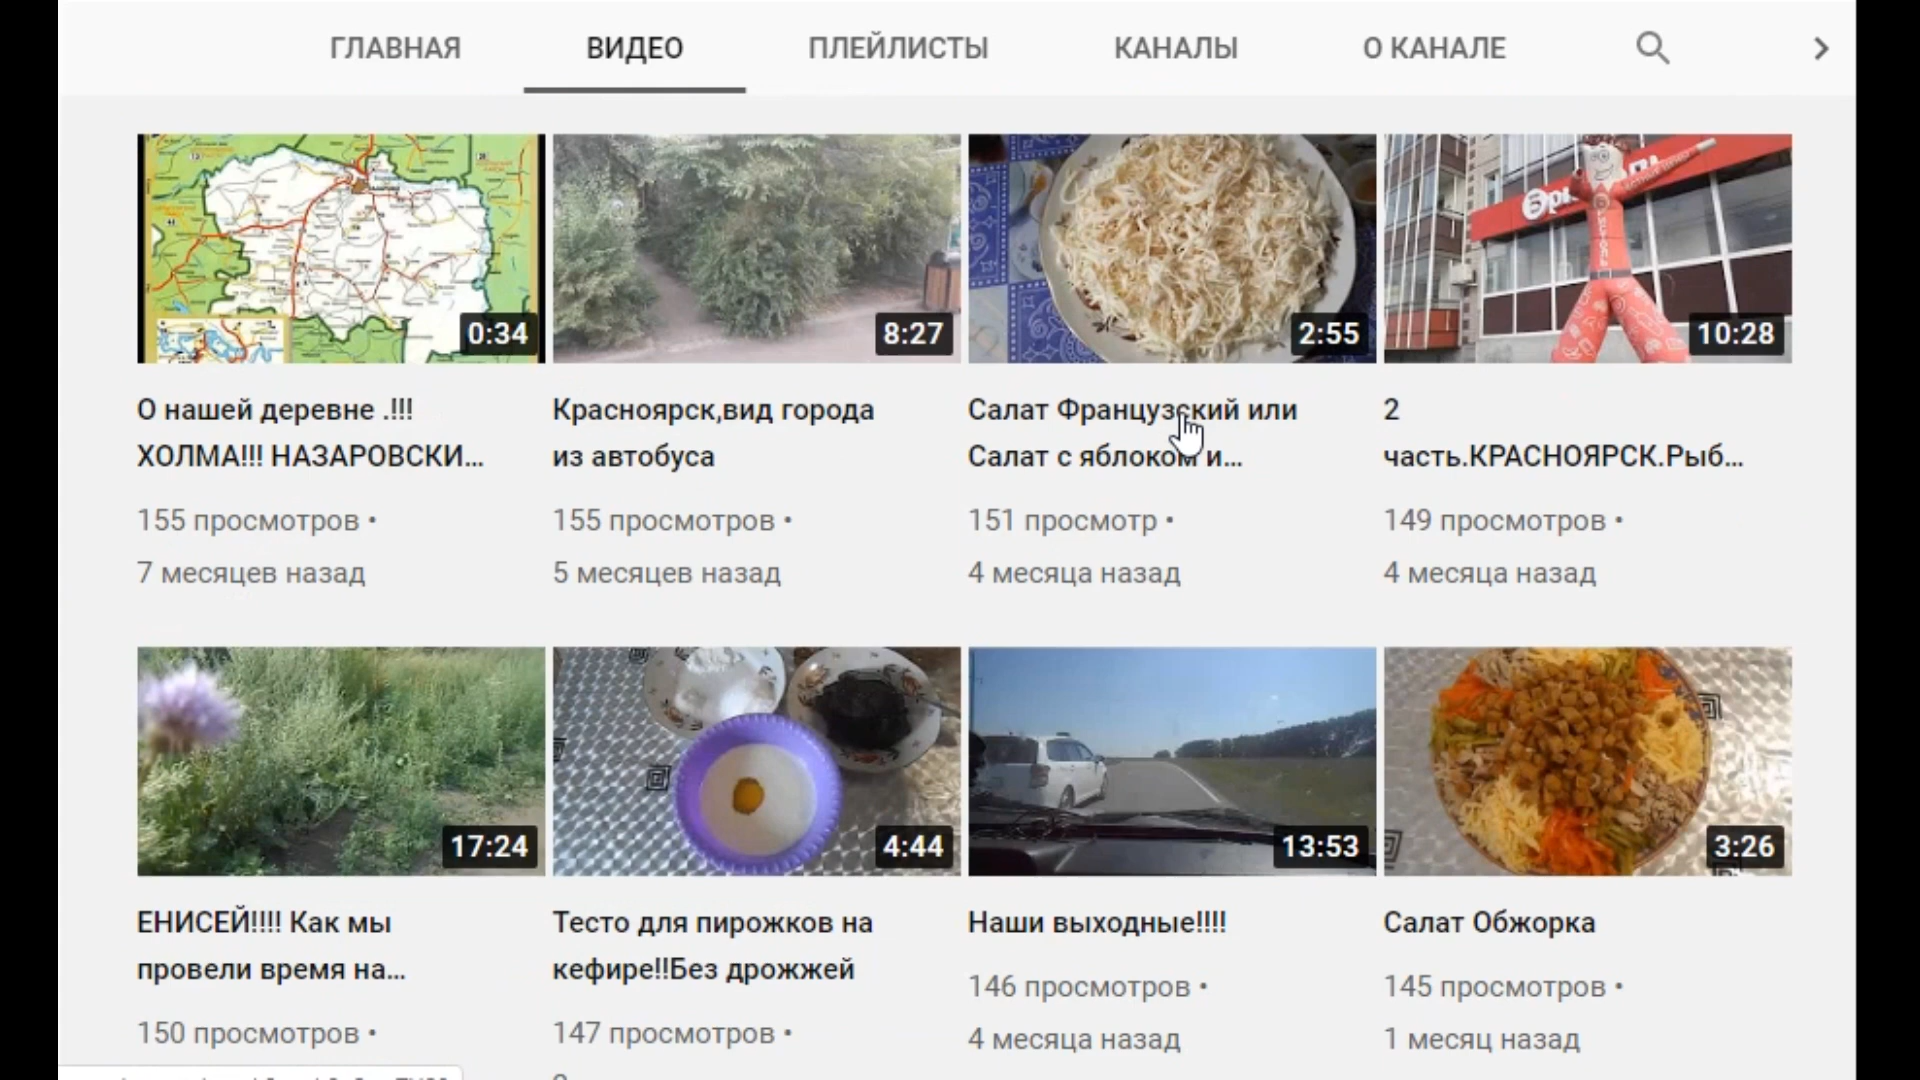 ГЛАВНАЯ ВИДЕО ПЛЕЙЛИСТЫ КАНАЛЫ О КАНАЛЕ
0:34
8:27
2:55
10:28
О нашей деревне .!!!
ХОЛМА!!! НАЗАРОВСКИ...
155 просмотров •
7 месяцев назад
Красноярск,вид города
из автобуса
155 просмотров •
5 месяцев назад
Салат Французский или
Салат с яблоком и...
151 просмотр •
4 месяца назад
2
часть.КРАСНОЯРСК.Рыб...
149 просмотров •
4 месяца назад
17:24
4:44
13:53
3:26
ЕНИСЕЙ!!!! Как мы
провели время на...
150 просмотров •
Тесто для пирожков на
кефире!!Без дрожжей
147 просмотров •
Наши выходные!!!!
146 просмотров •
4 месяца назад
Салат Обжорка
145 просмотров •
1 месяц назад